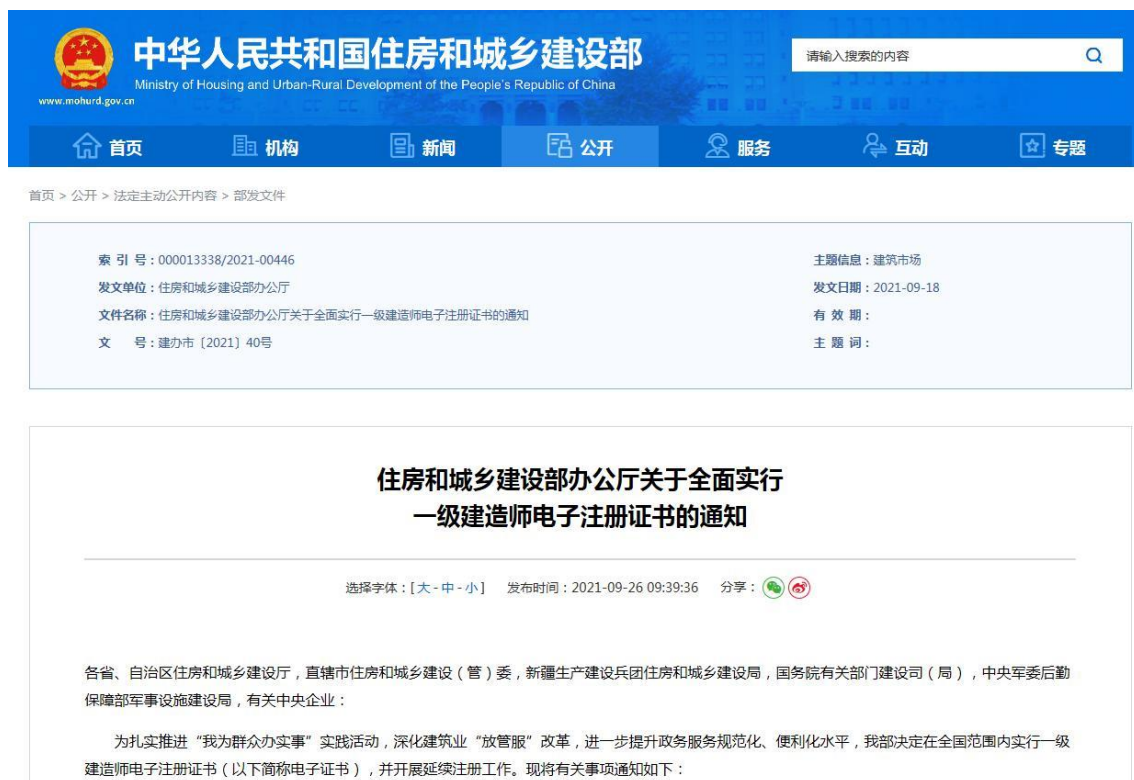 中华人民共和国住房和城乡建设部
Ministry of Housing and Urban-Rural Development of the People's Republic of China
www.mohurd.gov.cn
请输入搜索的内容
首页 机构 新闻 公开 服务 互动 专题
首页 > 公开 > 法定主动公开内容 > 部发文件
索 引 号：000013338/2021-00446
主题信息：建筑市场
发文单位：住房和城乡建设部办公厅
发文日期：2021-09-18
文件名称：住房和城乡建设部办公厅关于全面实行一级建造师电子注册证书的通知
有 效 期：
文 号：建办市〔2021〕40号
主 题 词：
住房和城乡建设部办公厅关于全面实行
一级建造师电子注册证书的通知
选择字体：[大-中-小] 发布时间：2021-09-26 09:39:36 分享：
各省、自治区住房和城乡建设厅，直辖市住房和城乡建设（管）委，新疆生产建设兵团住房和城乡建设局，国务院有关部门建设司（局），中央军委后勤
保障部军事设施建设局，有关中央企业：
为扎实推进“我为群众办实事”实践活动，深化建筑业“放管服”改革，进一步提升政务服务规范化、便利化水平，我部决定在全国范围内实行一级
建造师电子注册证书（以下简称电子证书），并开展延续注册工作。现将有关事项通知如下：